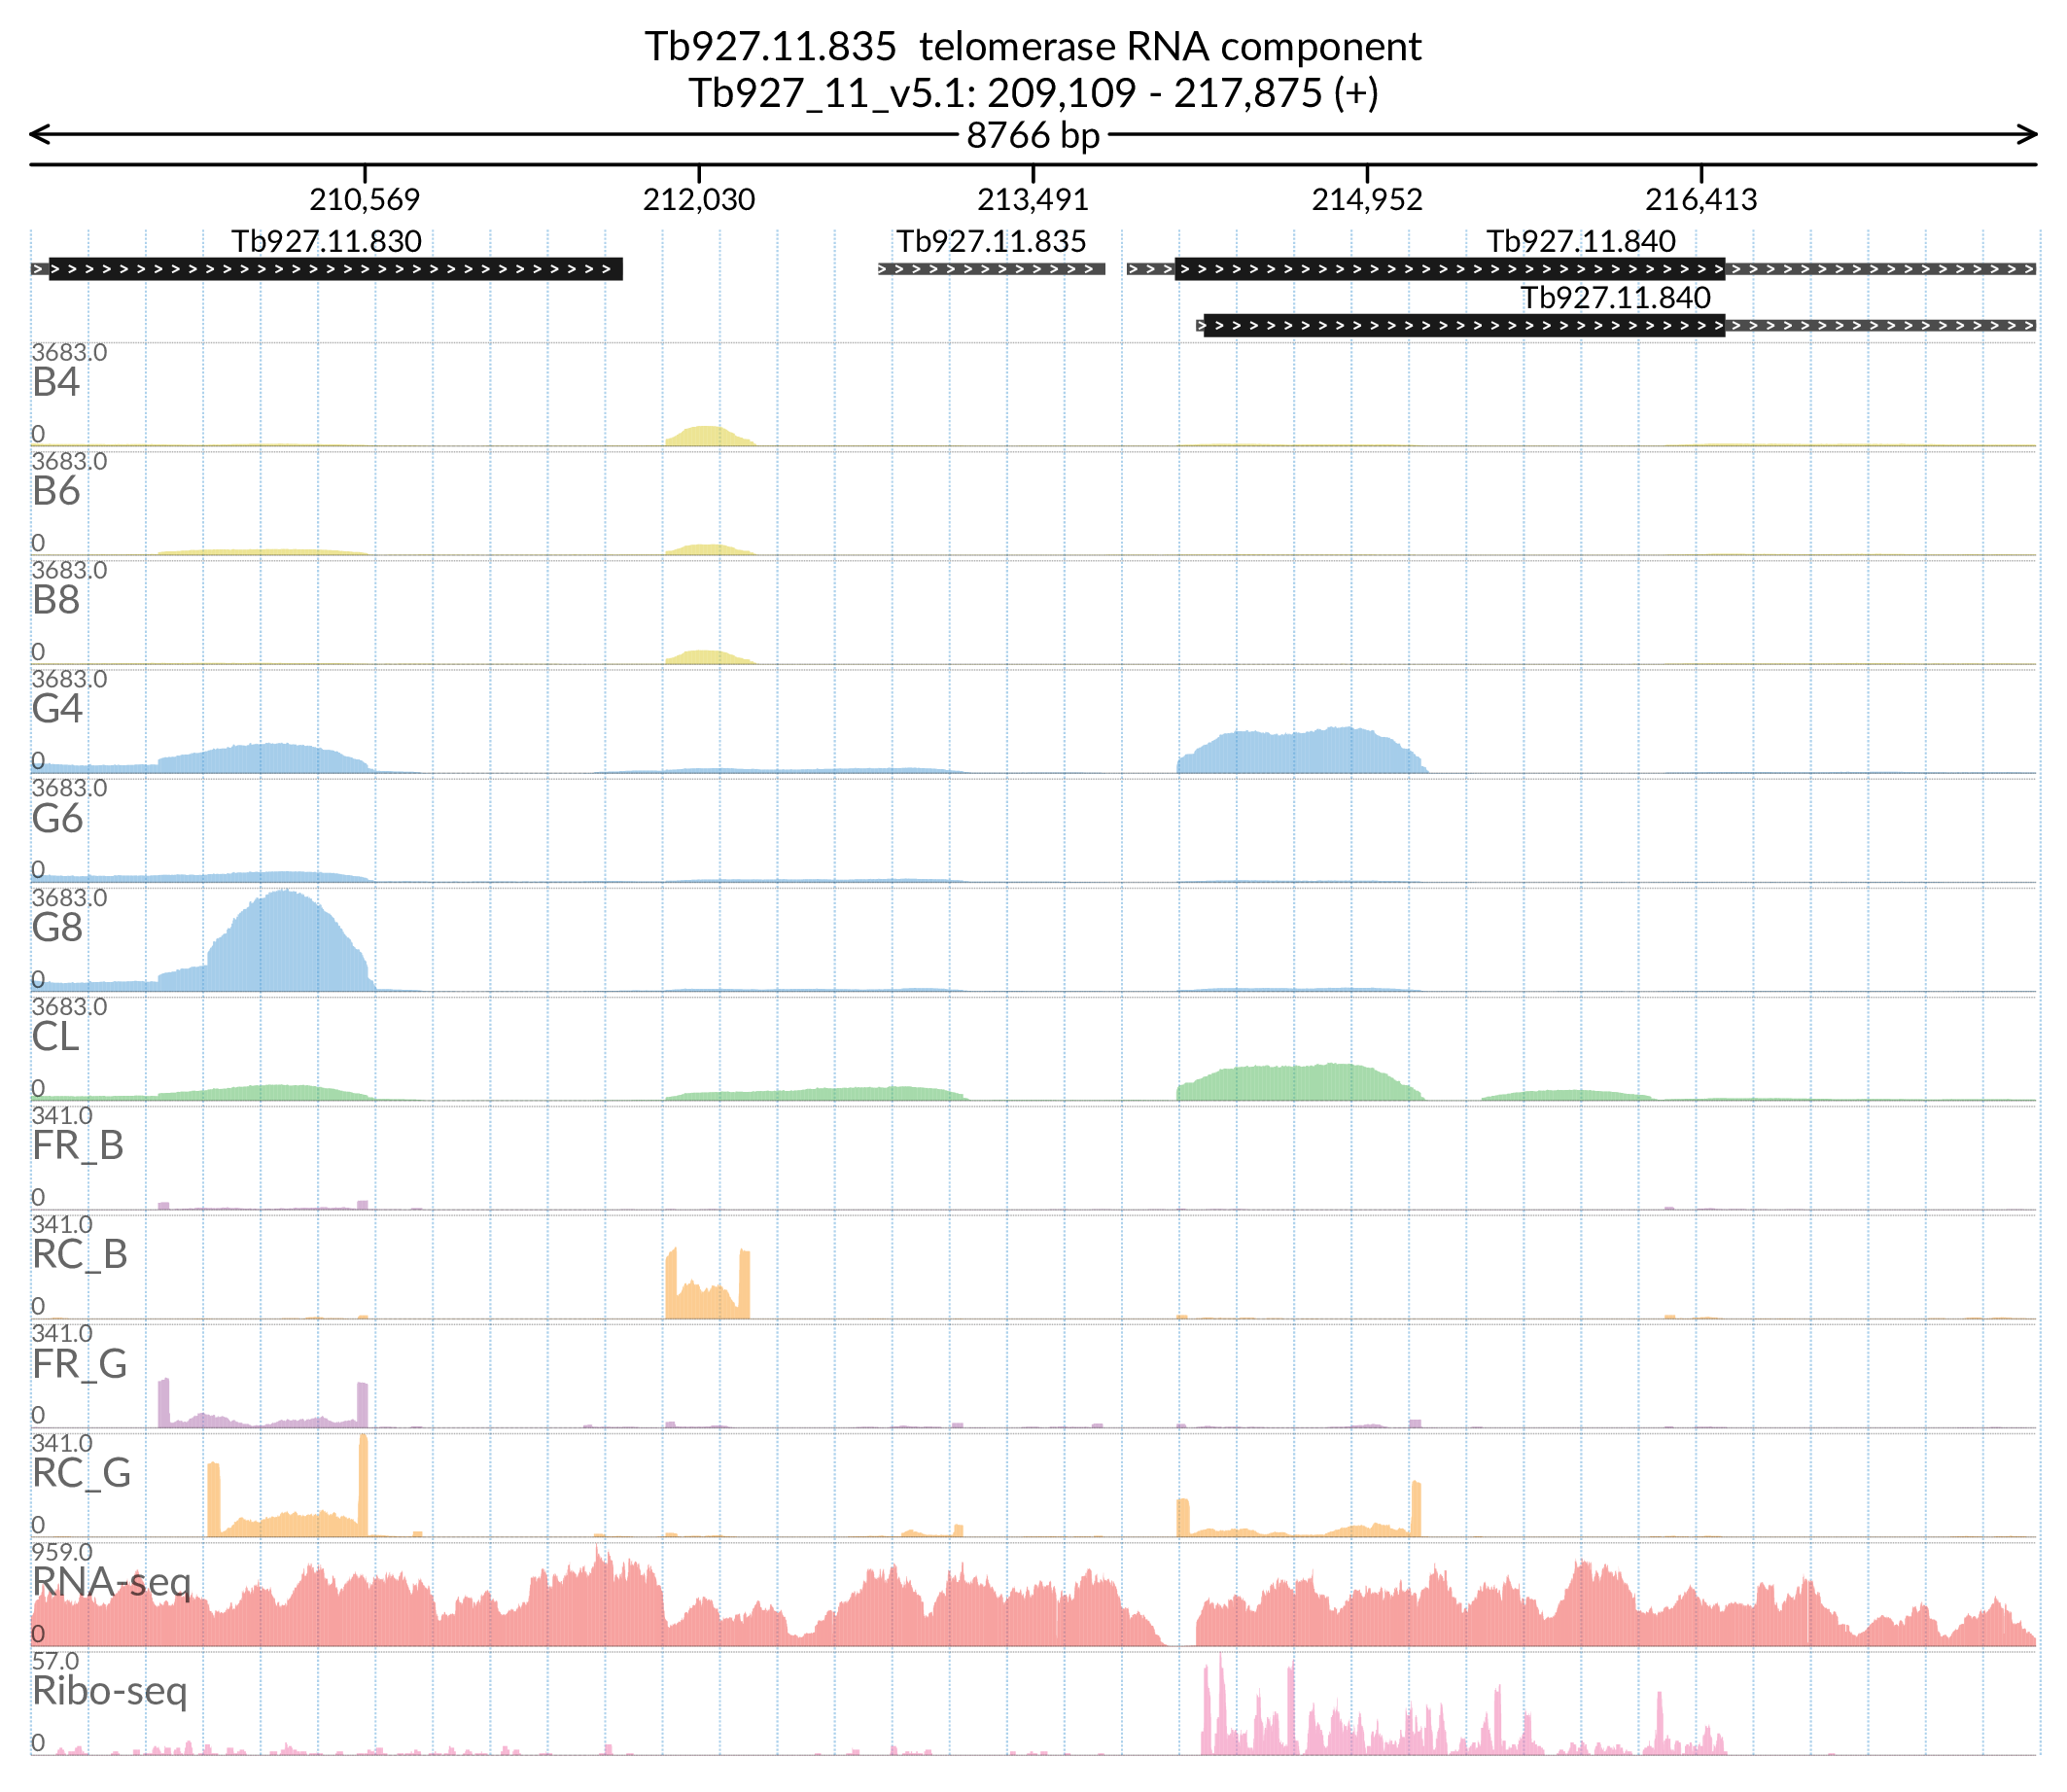 Tb927.11.835  telomerase RNA component
Tb927_11_v5.1: 209,109 - 217,875 (+)
8766 bp
210,569 212,030 213,491 214,952 216,413
Tb927.11.830 Tb927.11.835 Tb927.11.840
Tb927.11.840
3683.0
B4
0
3683.0
B6
0
3683.0
B8
0
3683.0
G4
0
3683.0
G6
0
3683.0
G8
0
3683.0
CL
0
341.0
FR_B
0
341.0
RC_B
0
341.0
FR_G
0
341.0
RC_G
0
959.0
RNA-seq
0
57.0
Ribo-seq
0